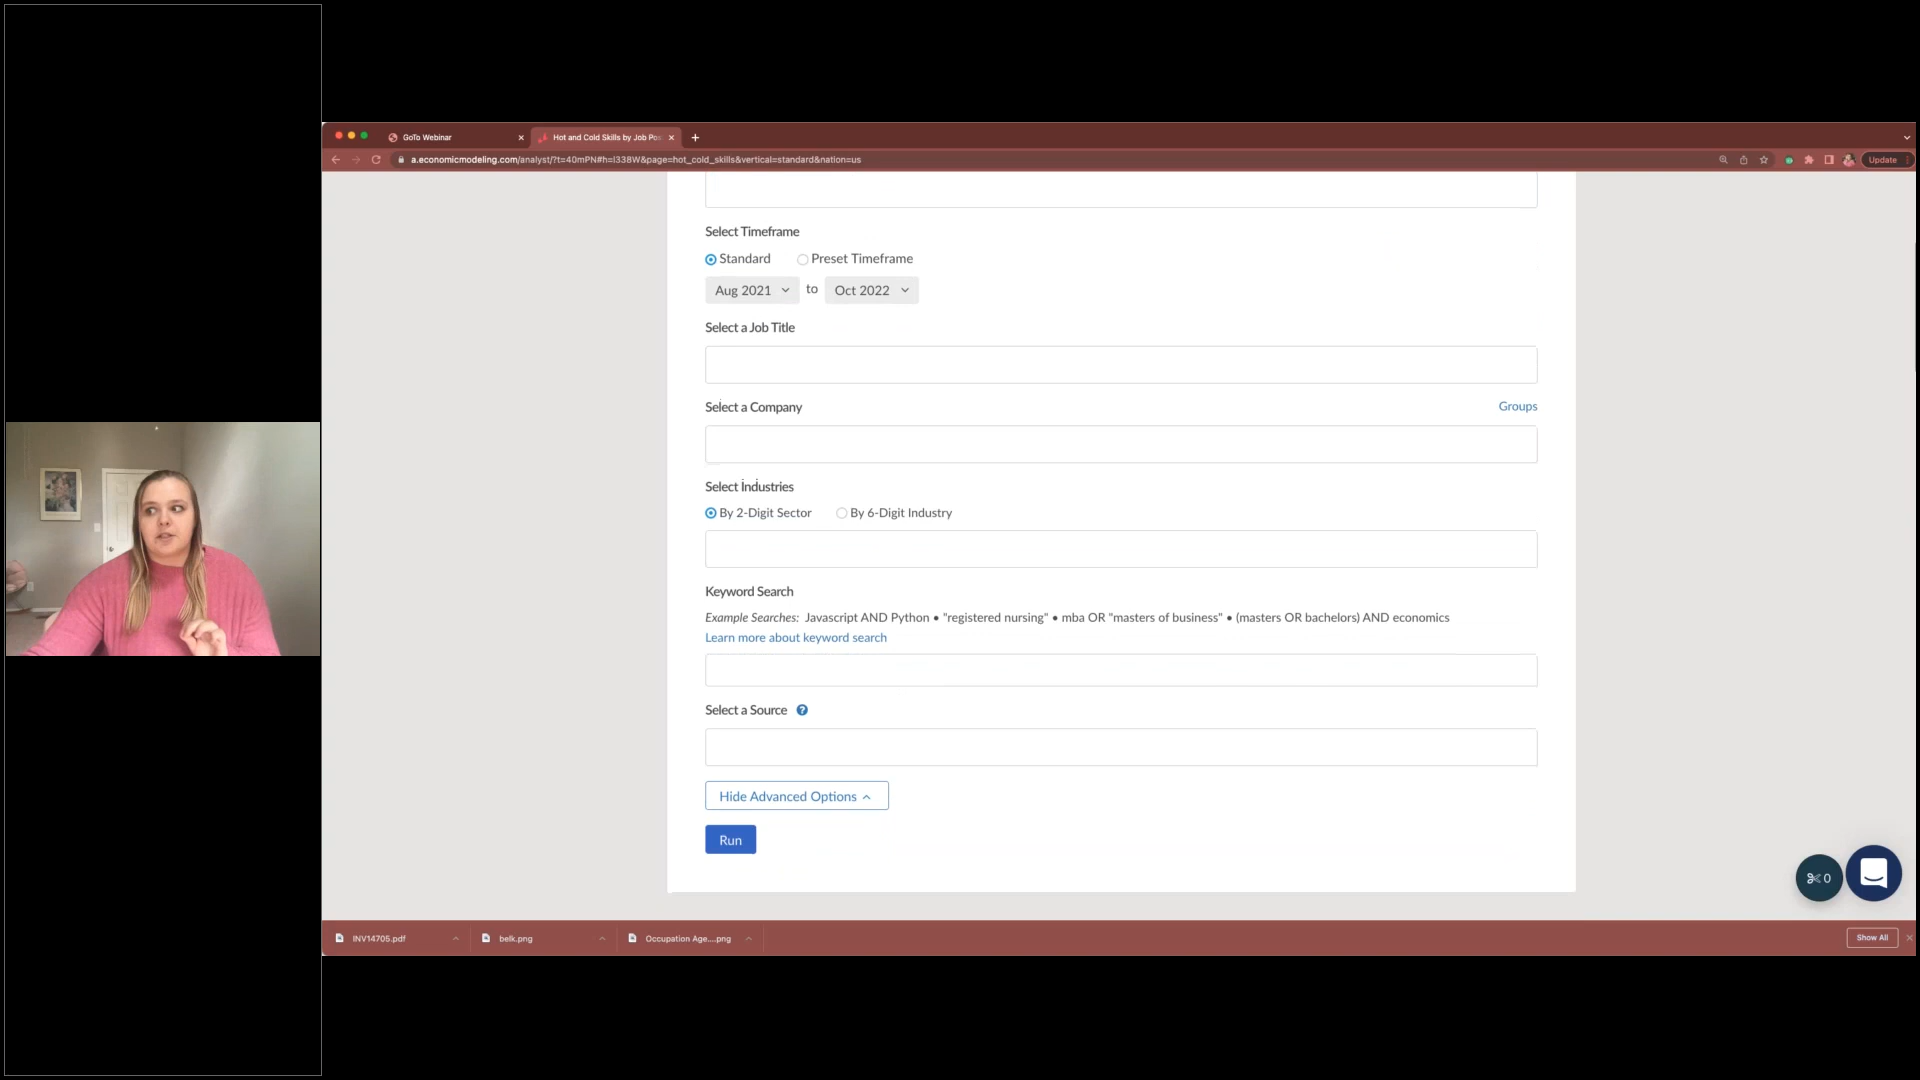 GoTo Webinar
Hot and Cold Skills by Job Po
a.economicmodeling.com/analyst/?t=40mPN#h=I338W&page=hot_cold_skills&vertical=standard&nation=us
Update
Select Timeframe
Standard Preset Timeframe
Aug 2021 to Oct 2022
Select a Job Title
Select a Company Groups
Select Industries
By 2-Digit Sector By 6-Digit Industry
Keyword Search
Example Searches: Javascript AND Python • "registered nursing" • mba OR "masters of business" • (masters OR bachelors) AND economics
Learn more about keyword search
Select a Source ?
Hide Advanced Options
Run
0
INV14705.pdf belk.png Occupation Age....png Show All